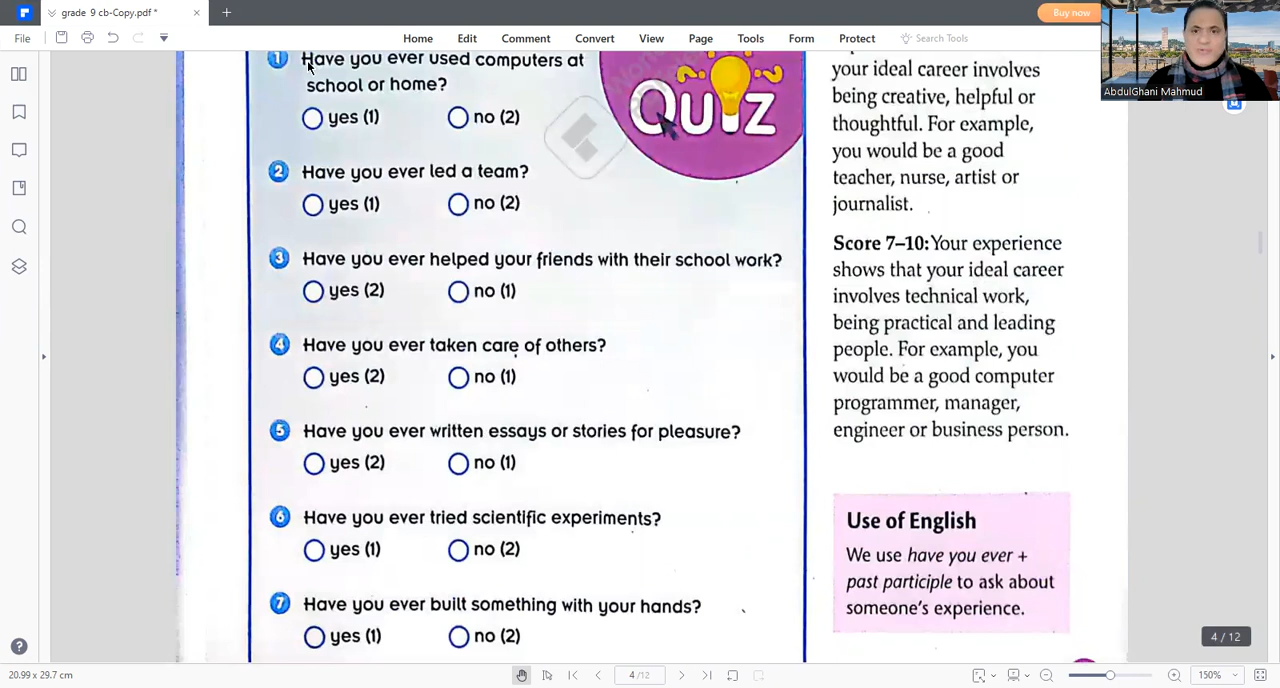 grade 9 cb-Copy.pdf *
Buy now
File
Home
Edit
Comment
Convert
View
Page
Tools
Form
Protect
Search Tools
AbdulGhani Mahmud
1 Have you ever used computers at
school or home?
yes (1) no (2)
2 Have you ever led a team?
yes (1) no (2)
3 Have you ever helped your friends with their school work?
yes (2) no (1)
4 Have you ever taken care of others?
yes (2) no (1)
5 Have you ever written essays or stories for pleasure?
yes (2) no (1)
6 Have you ever tried scientific experiments?
yes (1) no (2)
7 Have you ever built something with your hands?
yes (1) no (2)
QUIZ
your ideal career involves
being creative, helpful or
thoughtful. For example,
you would be a good
teacher, nurse, artist or
journalist.
Score 7–10: Your experience
shows that your ideal career
involves technical work,
being practical and leading
people. For example, you
would be a good computer
programmer, manager,
engineer or business person.
Use of English
We use have you ever +
past participle to ask about
someone's experience.
4 / 12
20.99 x 29.7 cm
4 /12
150%